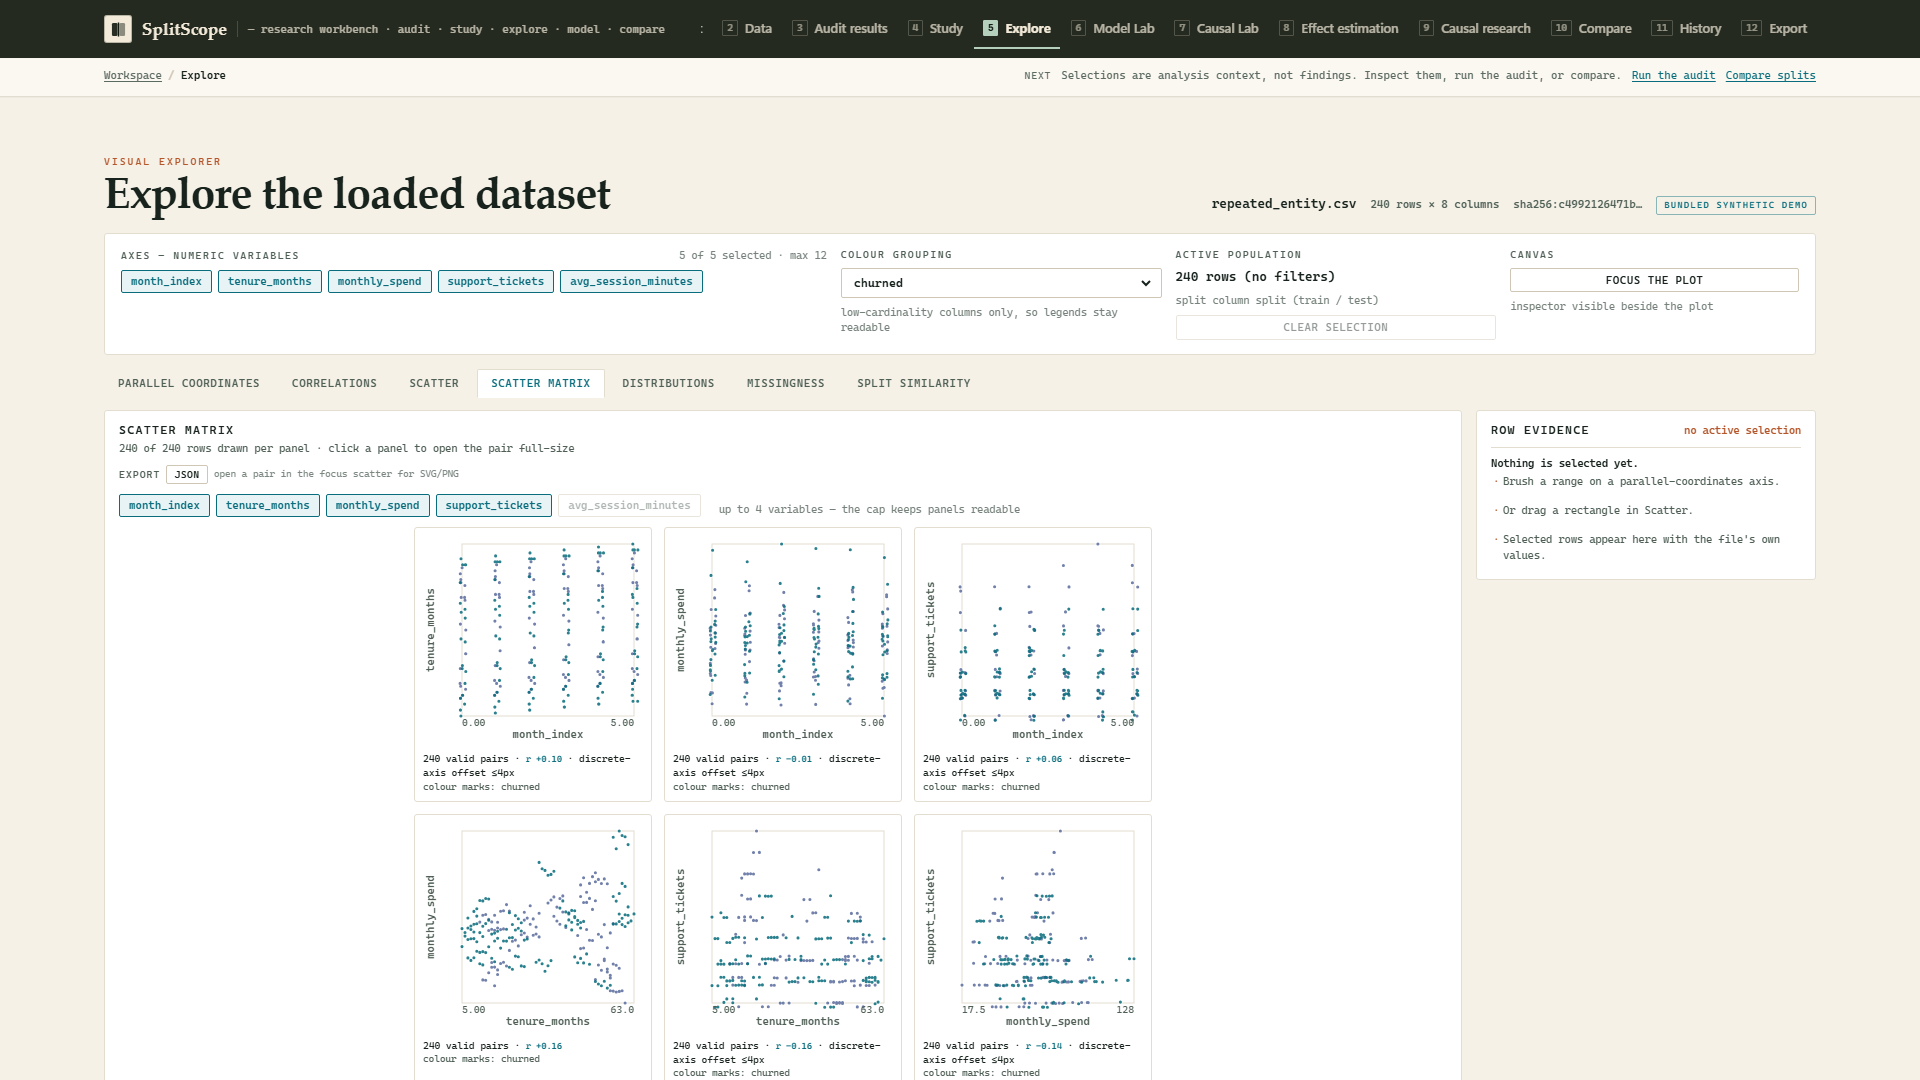 SplitScope — research workbench · audit · study · explore · model · compare : 2 Data 3 Audit results 4 Study 5 Explore 6 Model Lab 7 Causal Lab 8 Effect estimation 9 Causal research 10 Compare 11 History 12 Export
Workspace / Explore NEXT Selections are analysis context, not findings. Inspect them, run the audit, or compare. Run the audit Compare splits
VISUAL EXPLORER
Explore the loaded dataset
repeated_entity.csv 240 rows × 8 columns sha256:c4992126471b… BUNDLED SYNTHETIC DEMO
AXES — NUMERIC VARIABLES 5 of 5 selected · max 12
month_index tenure_months monthly_spend support_tickets avg_session_minutes
COLOUR GROUPING
churned
low-cardinality columns only, so legends stay
readable
ACTIVE POPULATION
240 rows (no filters)
split column split (train / test)
CLEAR SELECTION
CANVAS
FOCUS THE PLOT
inspector visible beside the plot
PARALLEL COORDINATES CORRELATIONS SCATTER SCATTER MATRIX DISTRIBUTIONS MISSINGNESS SPLIT SIMILARITY
SCATTER MATRIX
240 of 240 rows drawn per panel · click a panel to open the pair full-size
EXPORT JSON open a pair in the focus scatter for SVG/PNG
month_index tenure_months monthly_spend support_tickets avg_session_minutes up to 4 variables — the cap keeps panels readable
tenure_months
0.00 5.00
month_index
240 valid pairs · r +0.10 · discrete-
axis offset ≤4px
colour marks: churned
monthly_spend
0.00 5.00
month_index
240 valid pairs · r −0.01 · discrete-
axis offset ≤4px
colour marks: churned
support_tickets
0.00 5.00
month_index
240 valid pairs · r +0.06 · discrete-
axis offset ≤4px
colour marks: churned
monthly_spend
5.00 63.0
tenure_months
240 valid pairs · r +0.16
colour marks: churned
support_tickets
5.00 63.0
tenure_months
240 valid pairs · r −0.16 · discrete-
axis offset ≤4px
colour marks: churned
support_tickets
17.5 128
monthly_spend
240 valid pairs · r −0.14 · discrete-
axis offset ≤4px
colour marks: churned
ROW EVIDENCE no active selection
Nothing is selected yet.
· Brush a range on a parallel-coordinates axis.
· Or drag a rectangle in Scatter.
· Selected rows appear here with the file's own
values.